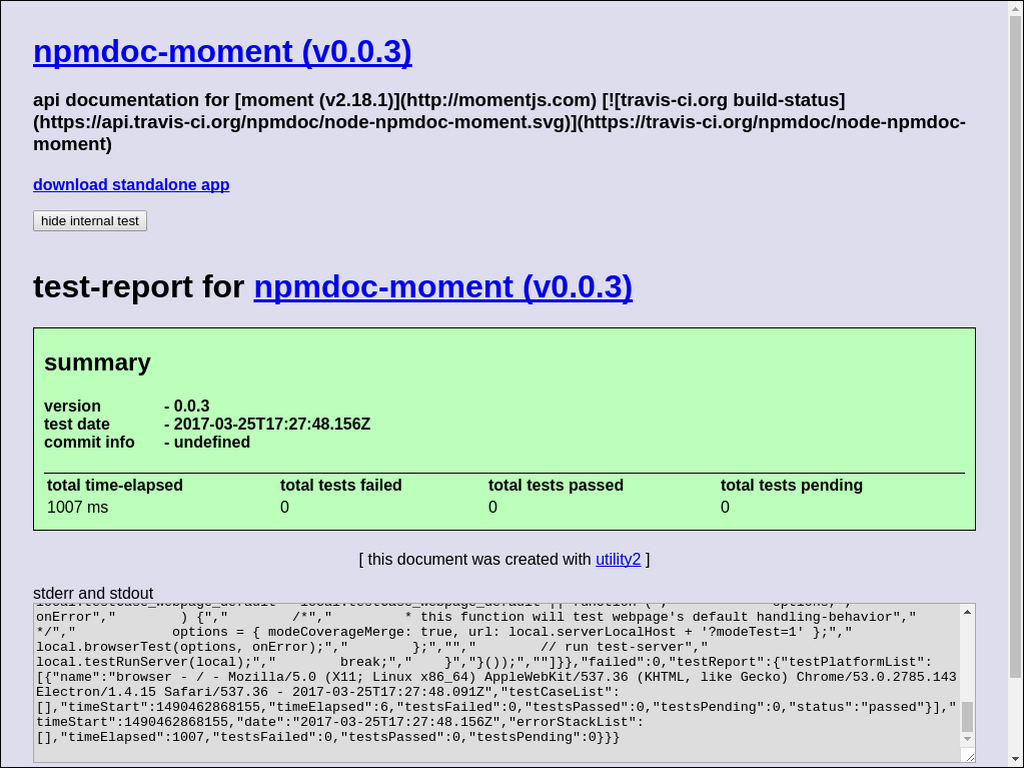 npmdoc-moment (v0.0.3)
api documentation for [moment (v2.18.1)](http://momentjs.com) [![travis-ci.org build-status]
(https://api.travis-ci.org/npmdoc/node-npmdoc-moment.svg)](https://travis-ci.org/npmdoc/node-npmdoc-
moment)
download standalone app
hide internal test
test-report for npmdoc-moment (v0.0.3)
summary
version - 0.0.3
test date - 2017-03-25T17:27:48.156Z
commit info - undefined
total time-elapsed total tests failed total tests passed total tests pending
1007 ms 0 0 0
[ this document was created with utility2 ]
stderr and stdout
onError","        ) {","        /*","         * this function will test webpage's default handling-behavior","
*/","            options = { modeCoverageMerge: true, url: local.serverLocalHost + '?modeTest=1' };","
local.browserTest(options, onError);","        };","","        // run test-server","
local.testRunServer(local);","        break;","    }","}());",""]}},"failed":0,"testReport":{"testPlatformList":
[{"name":"browser - / - Mozilla/5.0 (X11; Linux x86_64) AppleWebKit/537.36 (KHTML, like Gecko) Chrome/53.0.2785.143
Electron/1.4.15 Safari/537.36 - 2017-03-25T17:27:48.091Z","testCaseList":
[],"timeStart":1490462868155,"timeElapsed":6,"testsFailed":0,"testsPassed":0,"testsPending":0,"status":"passed"}],"
timeStart":1490462868155,"date":"2017-03-25T17:27:48.156Z","errorStackList":
[],"timeElapsed":1007,"testsFailed":0,"testsPassed":0,"testsPending":0}}}